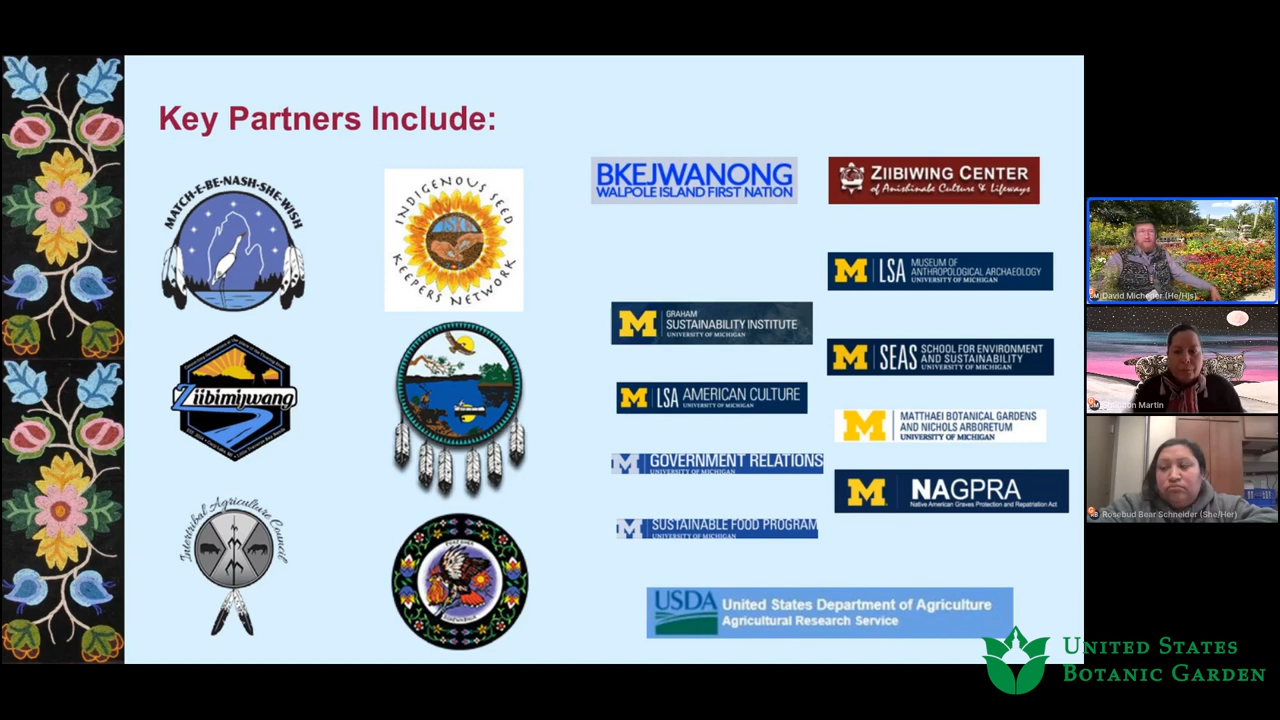 Key Partners Include:
MATCH-E-BE-NASH-SHE-WISH
INDIGENOUS SEED
KEEPERS NETWORK
Ziibimijwang
Intertribal Agriculture Council
BKEJWANONG
WALPOLE ISLAND FIRST NATION
ZIIBIWING CENTER
of Anishinabe Culture & Lifeways
M LSA MUSEUM OF
ANTHROPOLOGICAL ARCHAEOLOGY
UNIVERSITY OF MICHIGAN
M GRAHAM
SUSTAINABILITY INSTITUTE
UNIVERSITY OF MICHIGAN
M SEAS SCHOOL FOR ENVIRONMENT
AND SUSTAINABILITY
UNIVERSITY OF MICHIGAN
M LSA AMERICAN CULTURE
UNIVERSITY OF MICHIGAN
M MATTHAEI BOTANICAL GARDENS
AND NICHOLS ARBORETUM
UNIVERSITY OF MICHIGAN
M GOVERNMENT RELATIONS
UNIVERSITY OF MICHIGAN
M NAGPRA
Native American Graves Protection and Repatriation Act
M SUSTAINABLE FOOD PROGRAM
UNIVERSITY OF MICHIGAN
USDA United States Department of Agriculture
Agricultural Research Service
David Michener (He/His)
Martin
Rosebud Bear Schneider (She/Her)
UNITED STATES
BOTANIC GARDEN